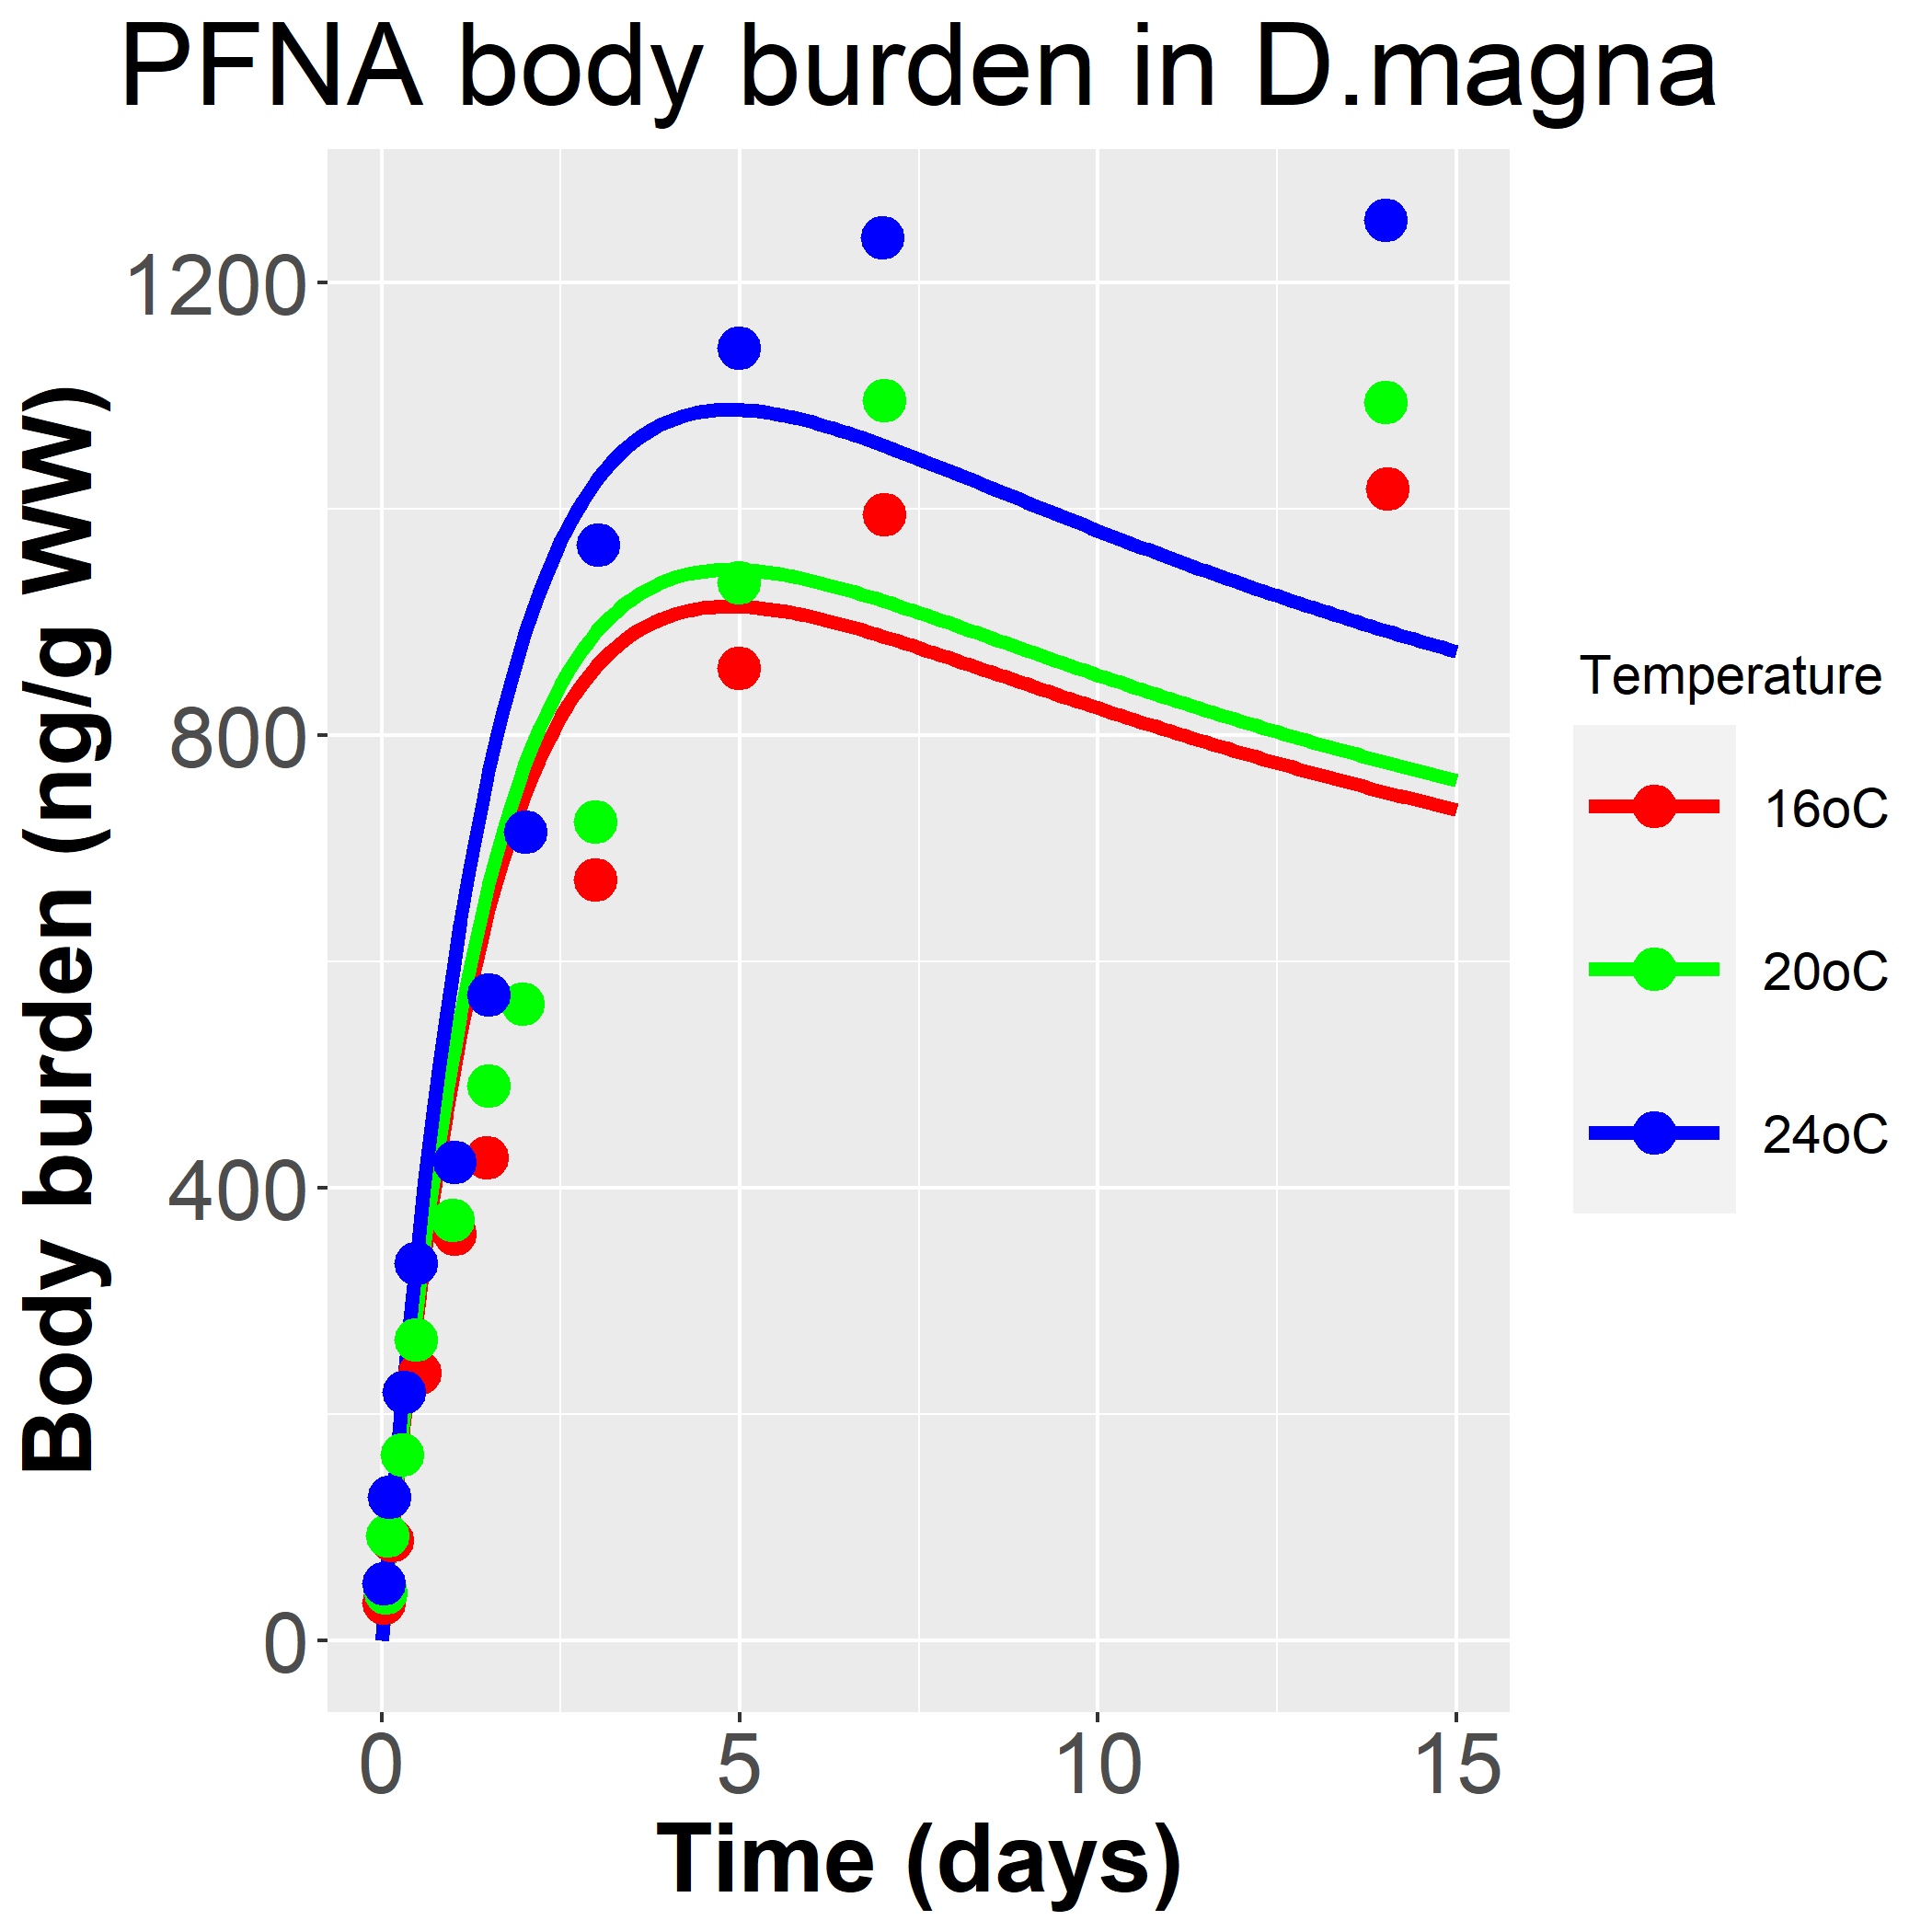 PFNA body burden in D.magna
Body burden (ng/g WW)
1200
800
400
0
0 5 10 15
Time (days)
Temperature
16oC
20oC
24oC